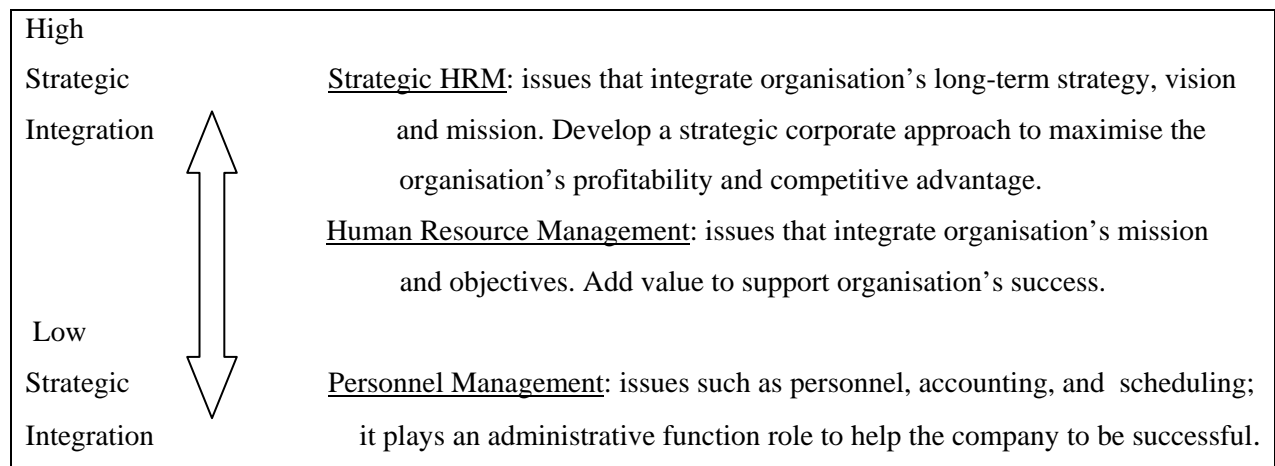 High
Strategic Strategic HRM: issues that integrate organisation’s long-term strategy, vision
Integration and mission. Develop a strategic corporate approach to maximise the
organisation’s profitability and competitive advantage.
Human Resource Management: issues that integrate organisation’s mission
and objectives. Add value to support organisation’s success.
Low
Strategic Personnel Management: issues such as personnel, accounting, and scheduling;
Integration it plays an administrative function role to help the company to be successful.